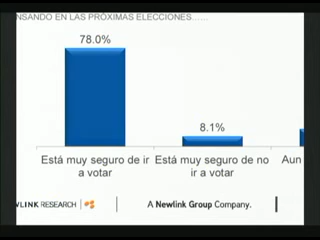 NSANDO EN LAS PRÓXIMAS ELECCIONES......
78.0%
8.1%
Está muy seguro de ir
a votar
Está muy seguro de no
ir a votar
Aun
WLINK RESEARCH
A Newlink Group Company.